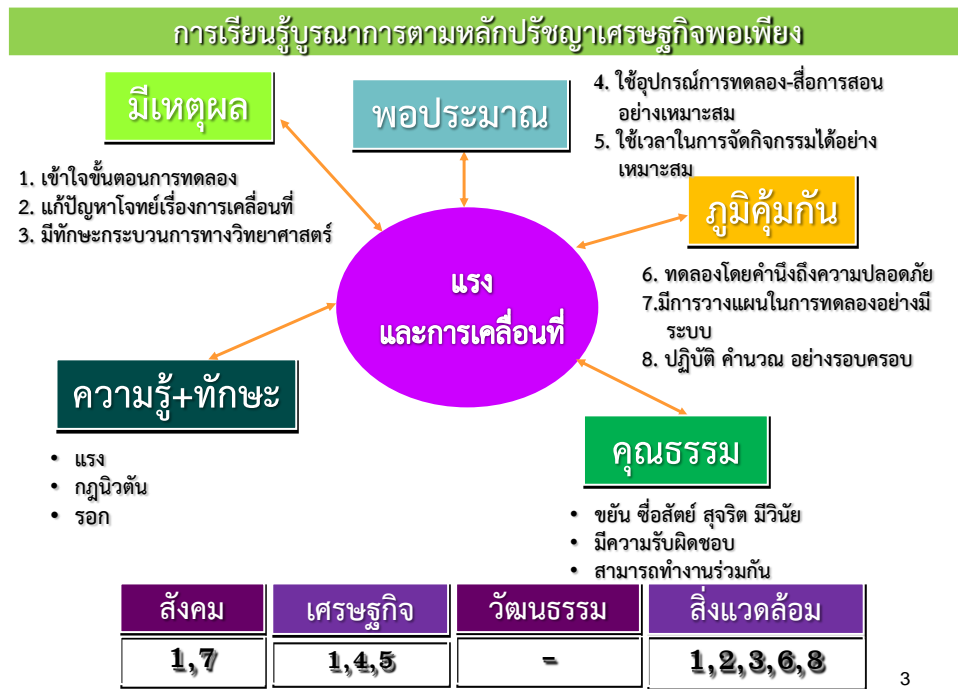 การเรียนรู้บูรณาการตามหลักปรัชญาเศรษฐกิจพอเพียง
มีเหตุผล
1. เข้าใจขั้นตอนการทดลอง
2. แก้ปัญหาโจทย์เรื่องการเคลื่อนที่
3. มีทักษะกระบวนการทางวิทยาศาสตร์
พอประมาณ
4. ใช้อุปกรณ์การทดลอง-สื่อการสอน
อย่างเหมาะสม
5. ใช้เวลาในการจัดกิจกรรมได้อย่าง
เหมาะสม
ภูมิคุ้มกัน
6. ทดลองโดยคำนึงถึงความปลอดภัย
7.มีการวางแผนในการทดลองอย่างมี
ระบบ
8. ปฏิบัติ คำนวณ อย่างรอบครอบ
แรง
และการเคลื่อนที่
ความรู้+ทักษะ
• แรง
• กฎนิวตัน
• รอก
คุณธรรม
• ขยัน ซื่อสัตย์ สุจริต มีวินัย
• มีความรับผิดชอบ
• สามารถทำงานร่วมกัน
สังคม เศรษฐกิจ วัฒนธรรม สิ่งแวดล้อม
1,7 1,4,5 - 1,2,3,6,8
3